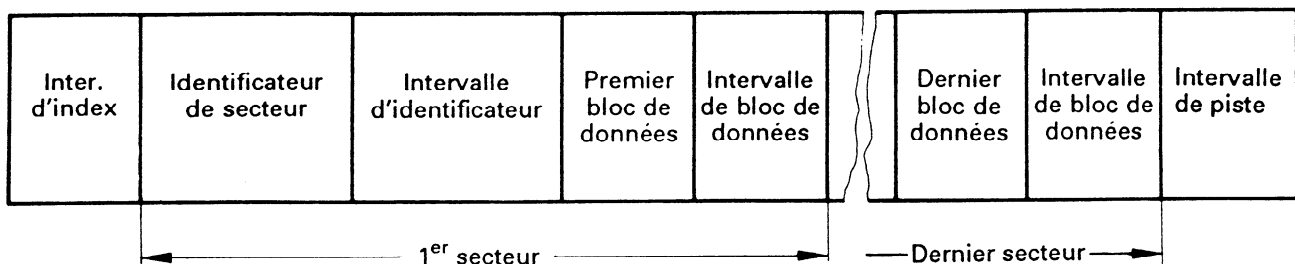 Inter.
d'index
Identificateur
de secteur
Intervalle
d'identificateur
Premier
bloc de
données
Intervalle
de bloc de
données
Dernier
bloc de
données
Intervalle
de bloc de
données
Intervalle
de piste
1er secteur
Dernier secteur